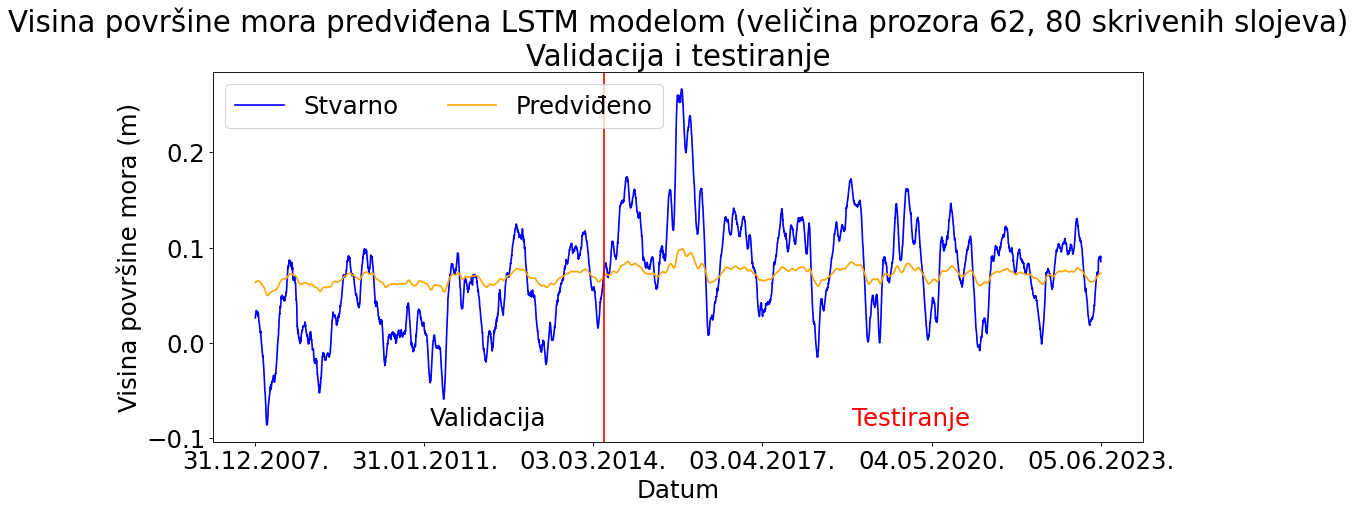 Visina površine mora predviđena LSTM modelom (veličina prozora 62, 80 skrivenih slojeva)
Validacija i testiranje
Stvarno
Predviđeno
Visina površine mora (m)
0.2
0.1
0.0
−0.1
Validacija
Testiranje
31.12.2007.
31.01.2011.
03.03.2014.
03.04.2017.
04.05.2020.
05.06.2023.
Datum